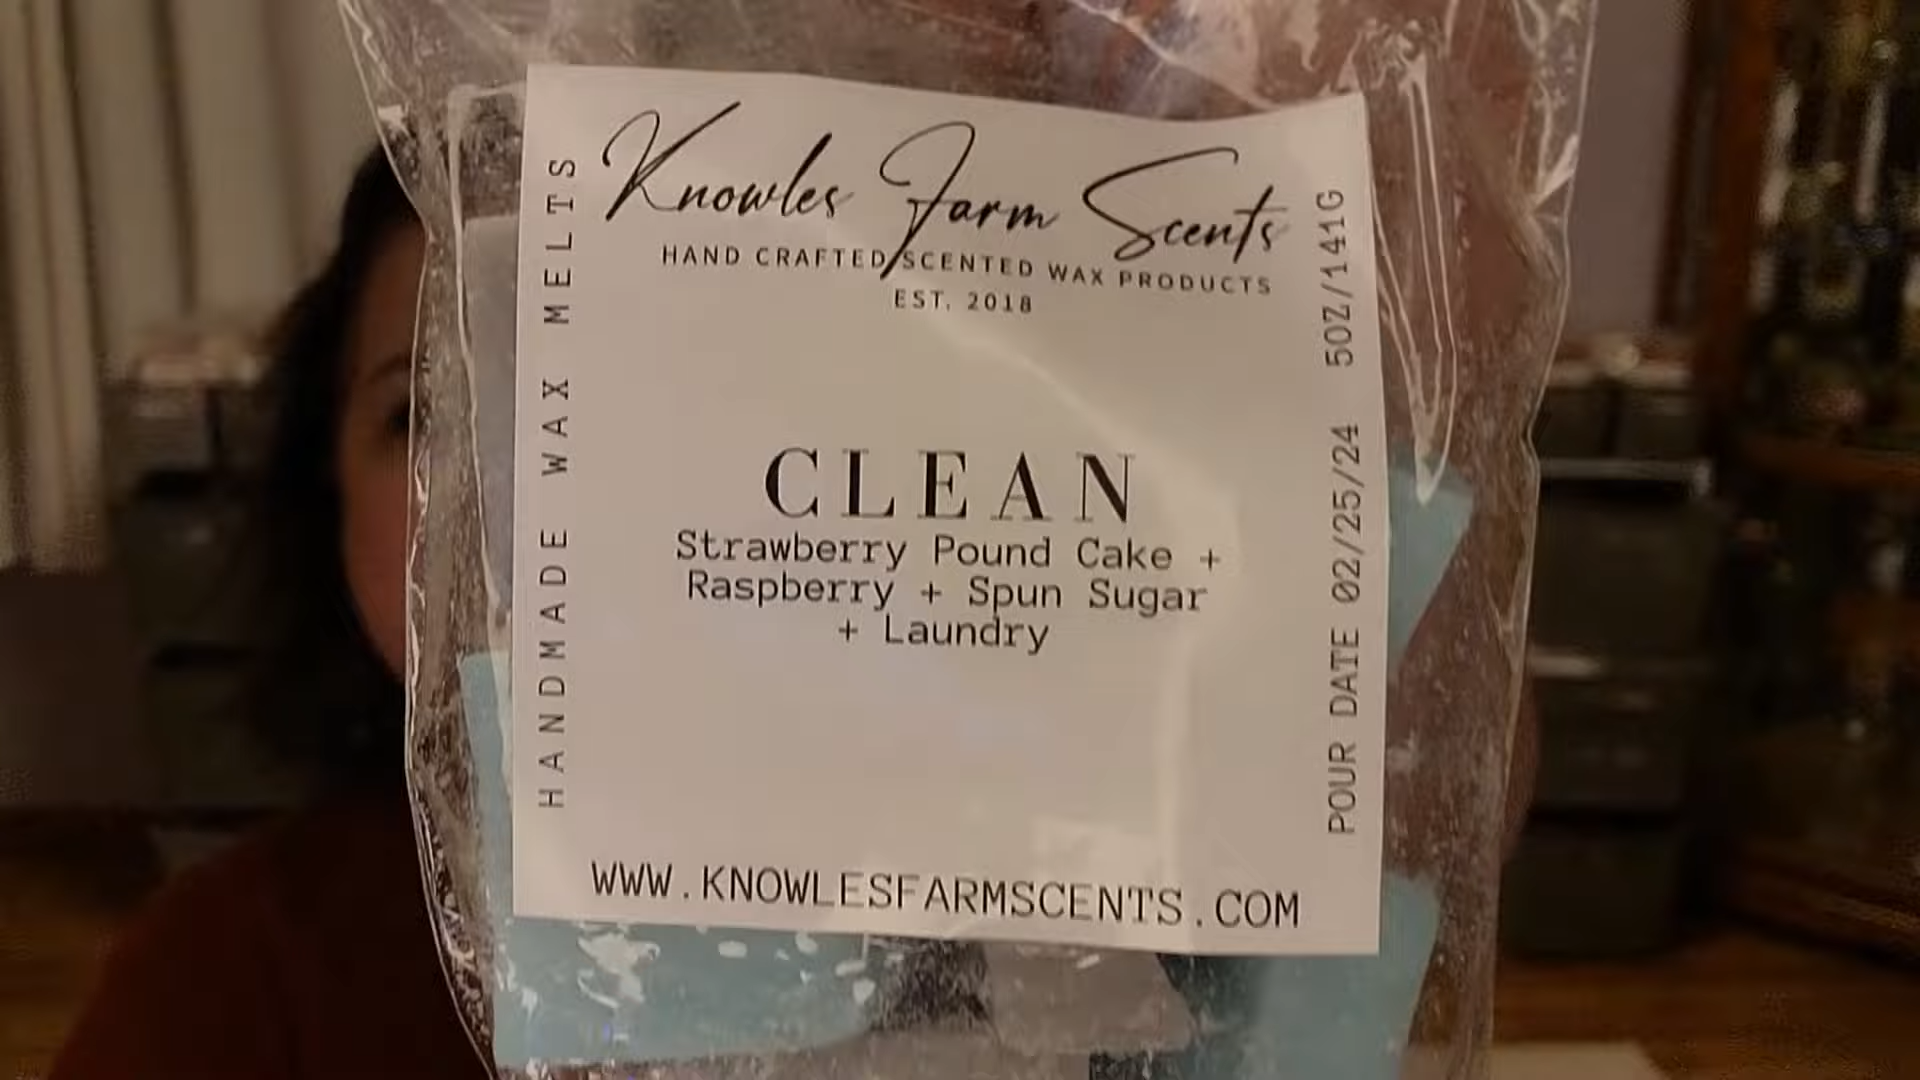 Knowles Farm Scents
HAND CRAFTED SCENTED WAX PRODUCTS
EST. 2018
HANDMADE WAX MELTS
CLEAN
Strawberry Pound Cake +
Raspberry + Spun Sugar
+ Laundry
POUR DATE 02/25/24 5OZ/141G
WWW.KNOWLESFARMSCENTS.COM